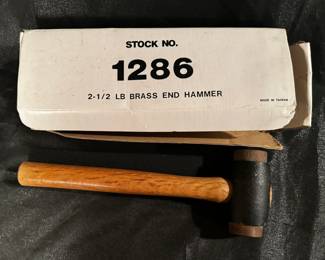 STOCK NO.
1286
2-1/2 LB BRASS END HAMMER
MADE IN TAIWAN